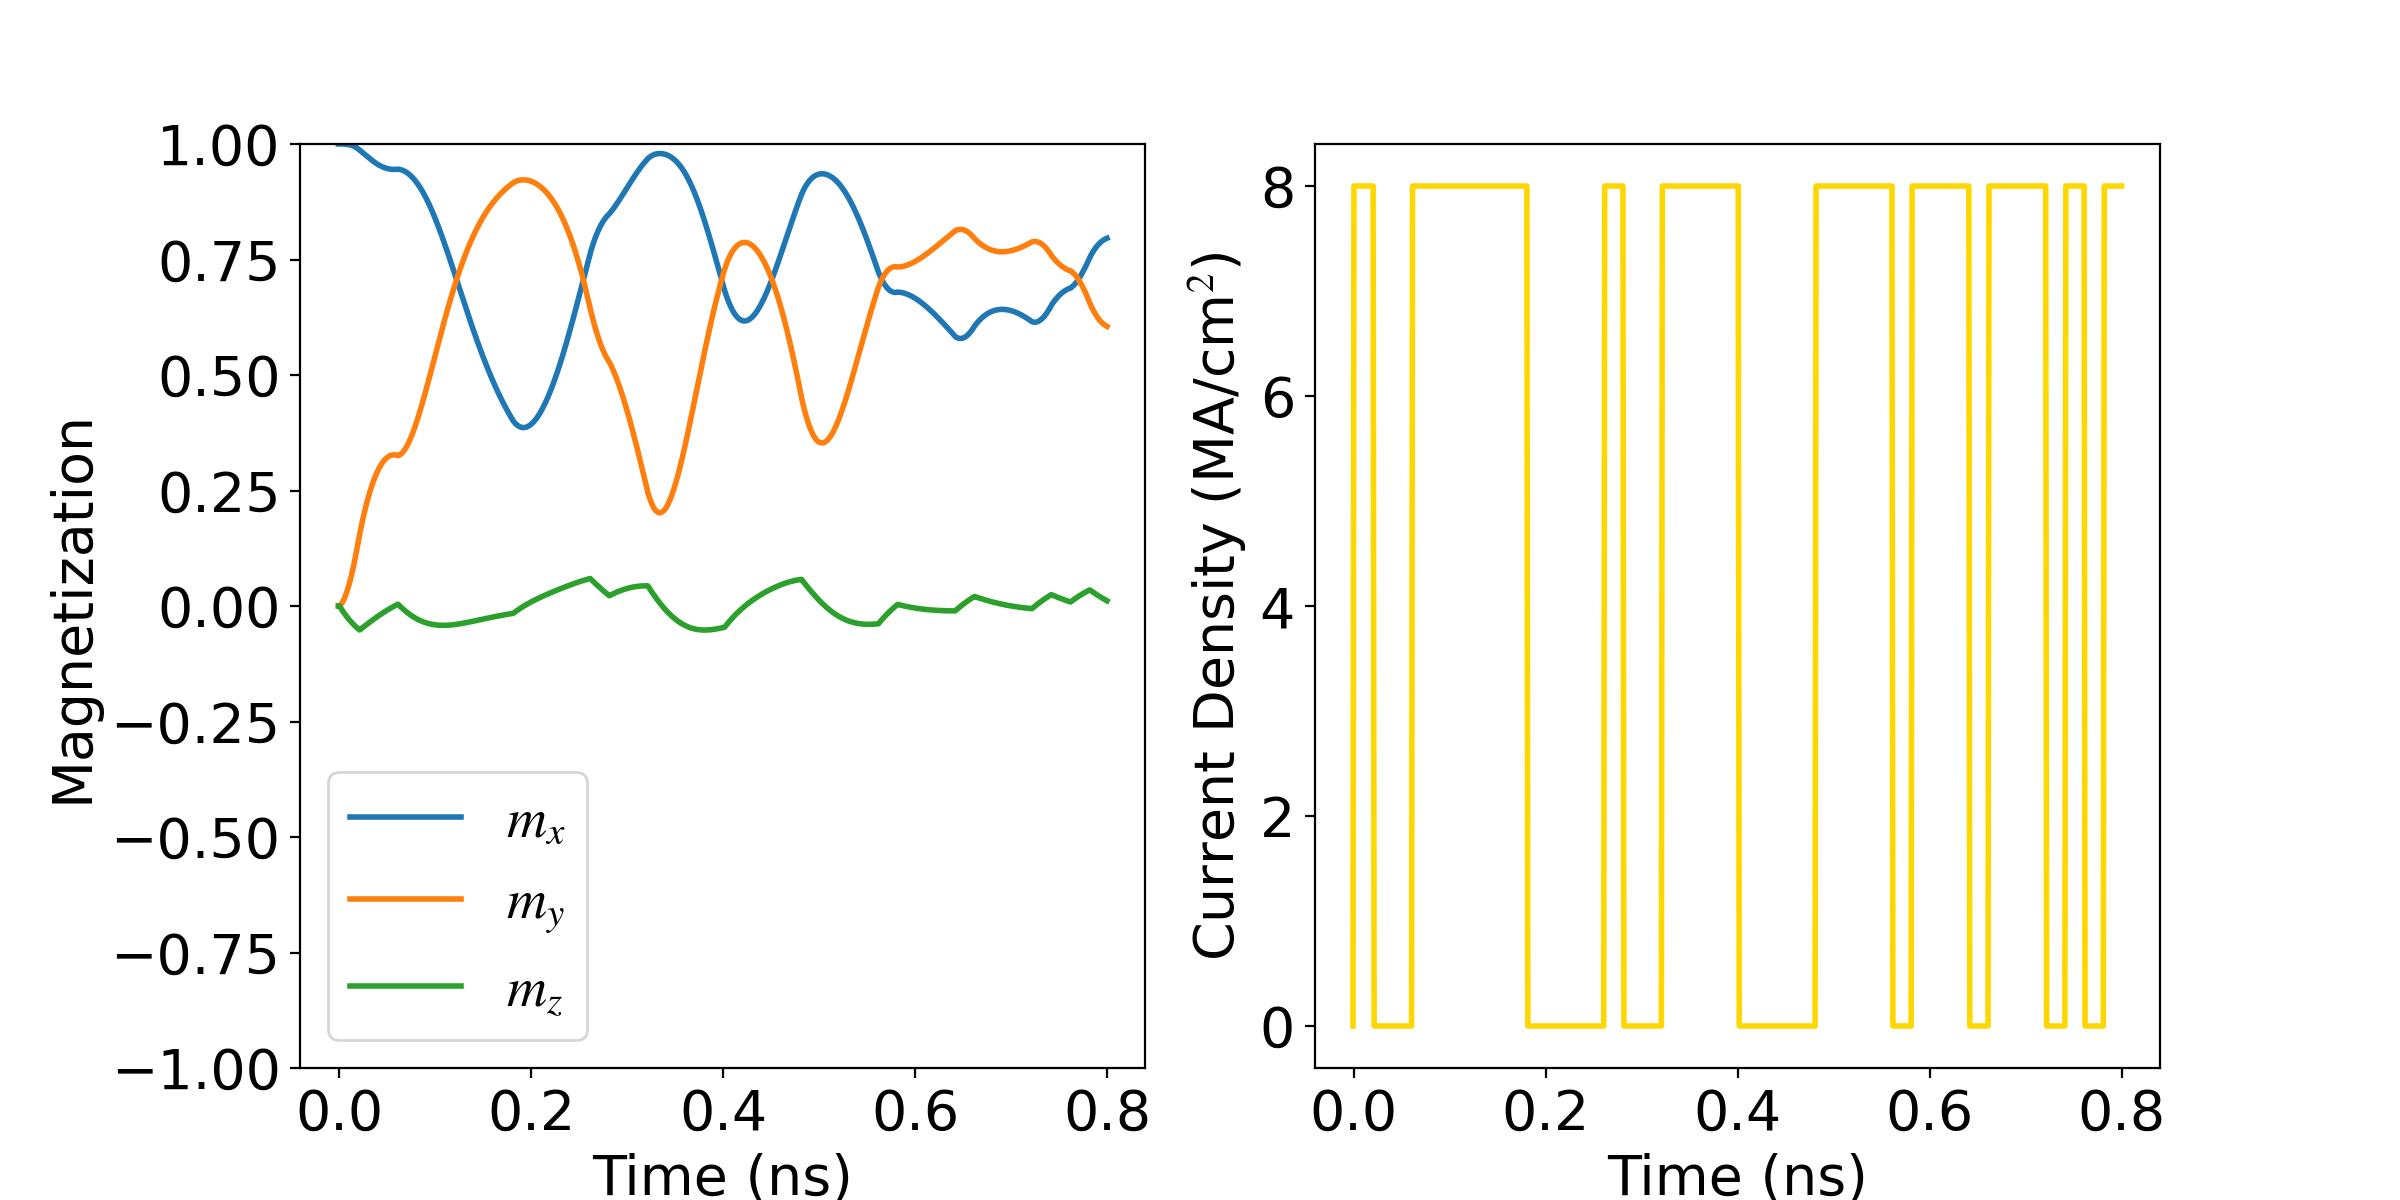 1.00
0.75
0.50
0.25
0.00
−0.25
−0.50
−0.75
−1.00
Magnetization
m_x
m_y
m_z
0.0 0.2 0.4 0.6 0.8
Time (ns)
8
6
4
2
0
Current Density (MA/cm²)
0.0 0.2 0.4 0.6 0.8
Time (ns)